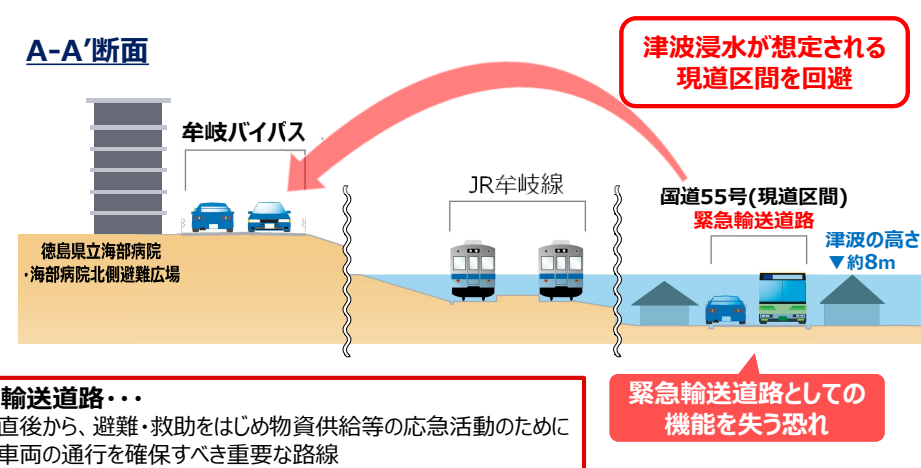 A-A’断面
津波浸水が想定される
現道区間を回避
牟岐バイパス
JR牟岐線
国道55号(現道区間)
緊急輸送道路
津波の高さ
▼約8m
徳島県立海部病院
・海部病院北側避難広場
緊急輸送道路としての
機能を失う恐れ
輸送道路・・・
直後から、避難・救助をはじめ物資供給等の応急活動のために
車両の通行を確保すべき重要な路線